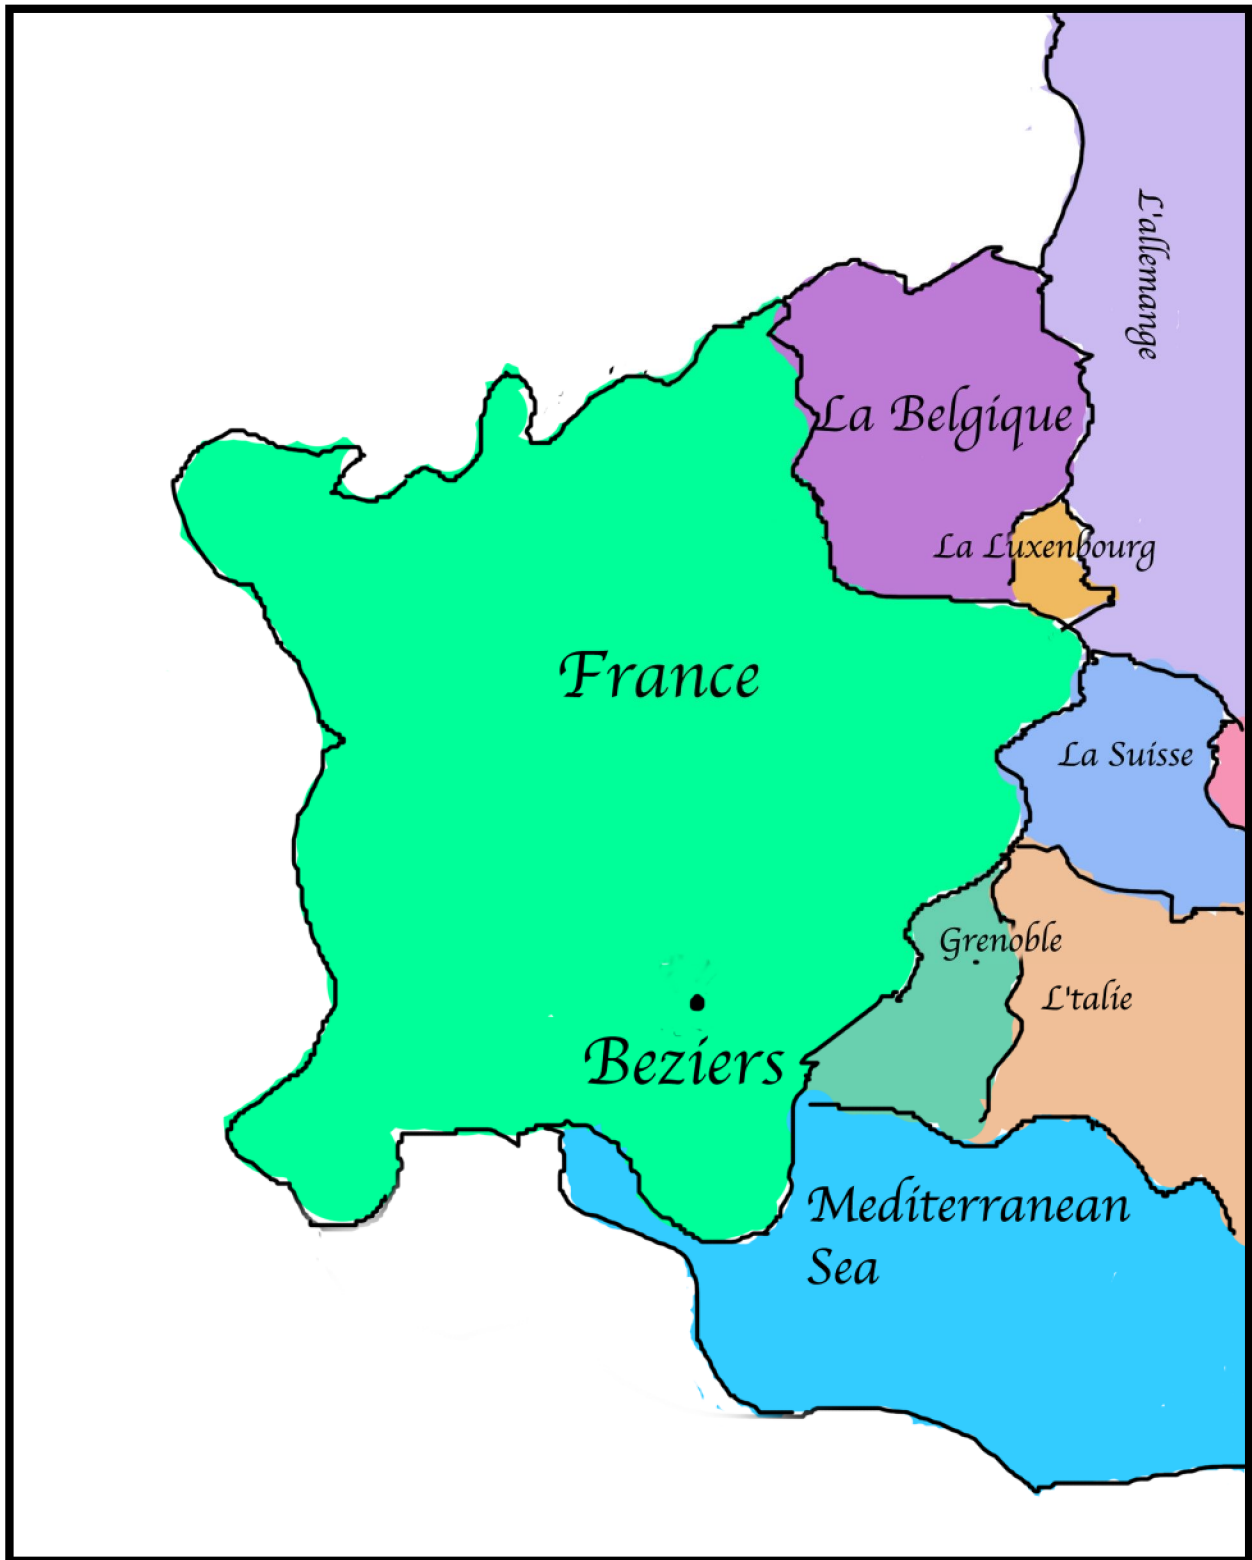 L'allemange
La Belgique
La Luxenbourg
France
La Suisse
Grenoble
L'talie
Beziers
Mediterranean
Sea